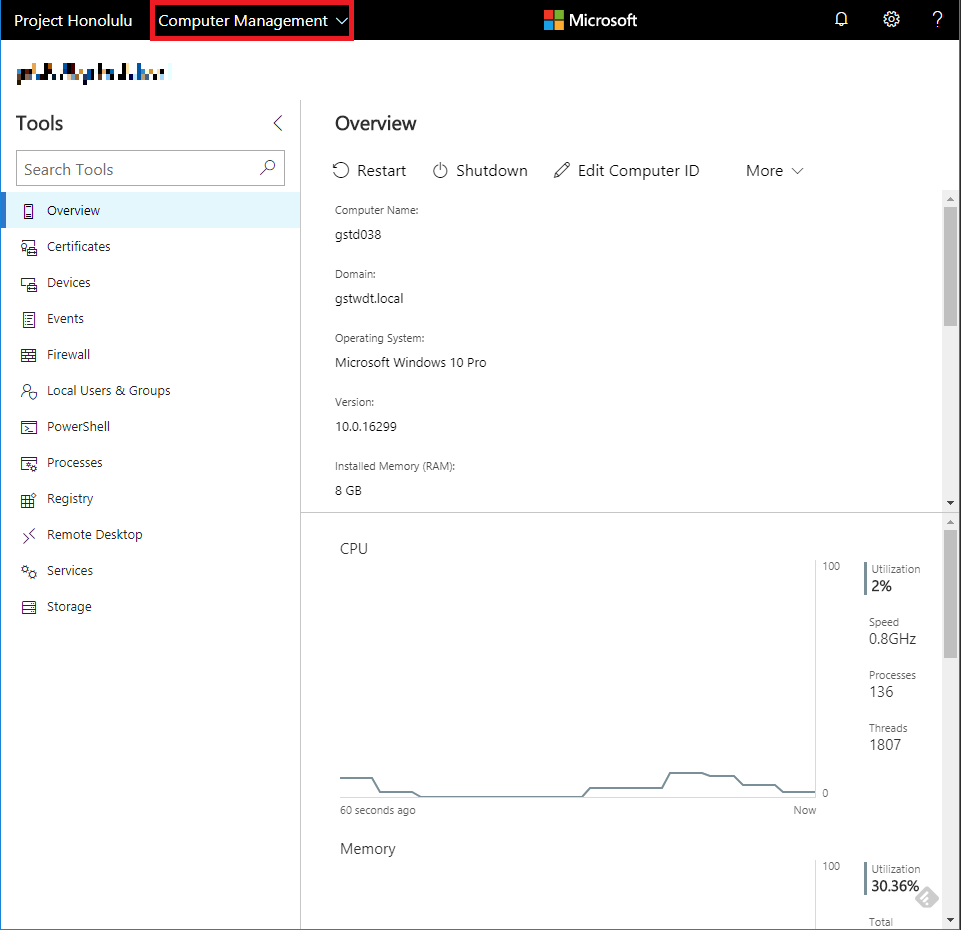 Project Honolulu
Computer Management
Microsoft
?
Tools
Search Tools
Overview
Certificates
Devices
Events
Firewall
Local Users & Groups
PowerShell
Processes
Registry
Remote Desktop
Services
Storage
Overview
Restart
Shutdown
Edit Computer ID
More
Computer Name:
gstd038
Domain:
gstwdt.local
Operating System:
Microsoft Windows 10 Pro
Version:
10.0.16299
Installed Memory (RAM):
8 GB
CPU
100
0
60 seconds ago
Now
Utilization
2%
Speed
0.8GHz
Processes
136
Threads
1807
Memory
100
Utilization
30.36%
Total